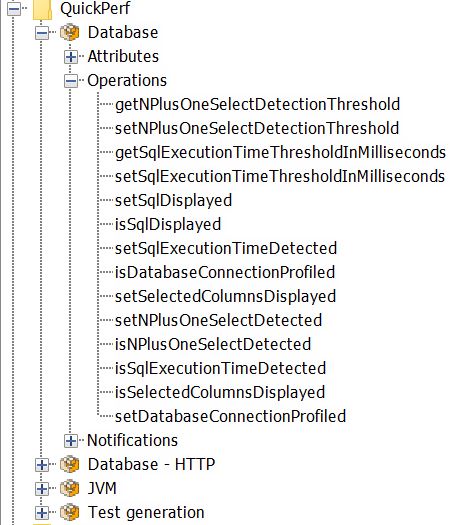 QuickPerf
Database
Attributes
Operations
getNPlusOneSelectDetectionThreshold
setNPlusOneSelectDetectionThreshold
getSqlExecutionTimeThresholdInMilliseconds
setSqlExecutionTimeThresholdInMilliseconds
setSqlDisplayed
isSqlDisplayed
setSqlExecutionTimeDetected
isDatabaseConnectionProfiled
setSelectedColumnsDisplayed
setNPlusOneSelectDetected
isNPlusOneSelectDetected
isSqlExecutionTimeDetected
isSelectedColumnsDisplayed
setDatabaseConnectionProfiled
Notifications
Database - HTTP
JVM
Test generation